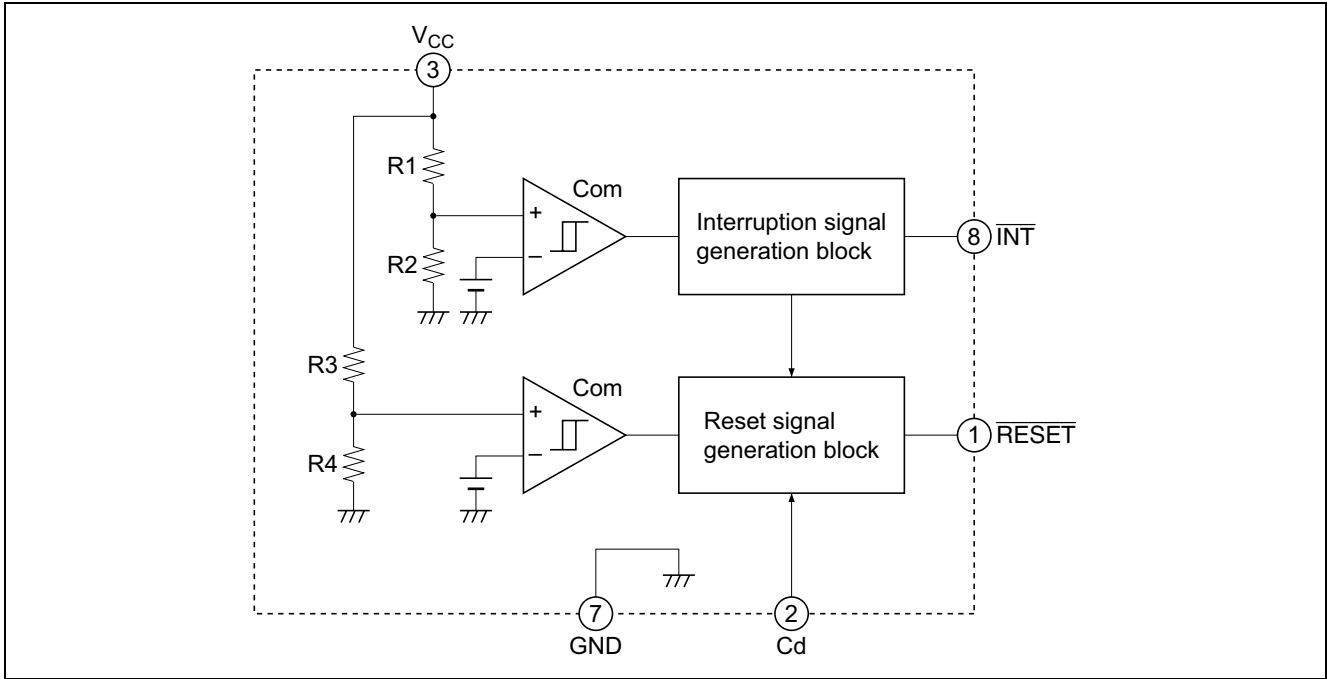 VCC
3
R1
Com
+
Interruption signal
generation block
8
INT
R2
−
R3
Com
+
Reset signal
generation block
1
RESET
R4
−
7
GND
2
Cd